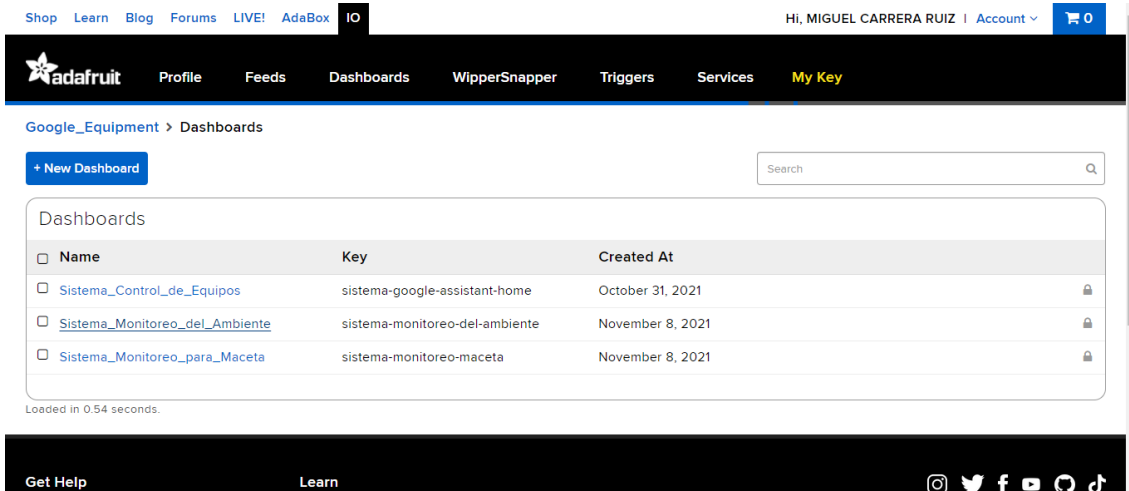 Shop Learn Blog Forums LIVE! AdaBox IO Hi, MIGUEL CARRERA RUIZ | Account 0
adafruit Profile Feeds Dashboards WipperSnapper Triggers Services My Key
Google_Equipment > Dashboards
+ New Dashboard Search
Dashboards
Name Key Created At
Sistema_Control_de_Equipos sistema-google-assistant-home October 31, 2021
Sistema_Monitoreo_del_Ambiente sistema-monitoreo-del-ambiente November 8, 2021
Sistema_Monitoreo_para_Maceta sistema-monitoreo-maceta November 8, 2021
Loaded in 0.54 seconds.
Get Help Learn